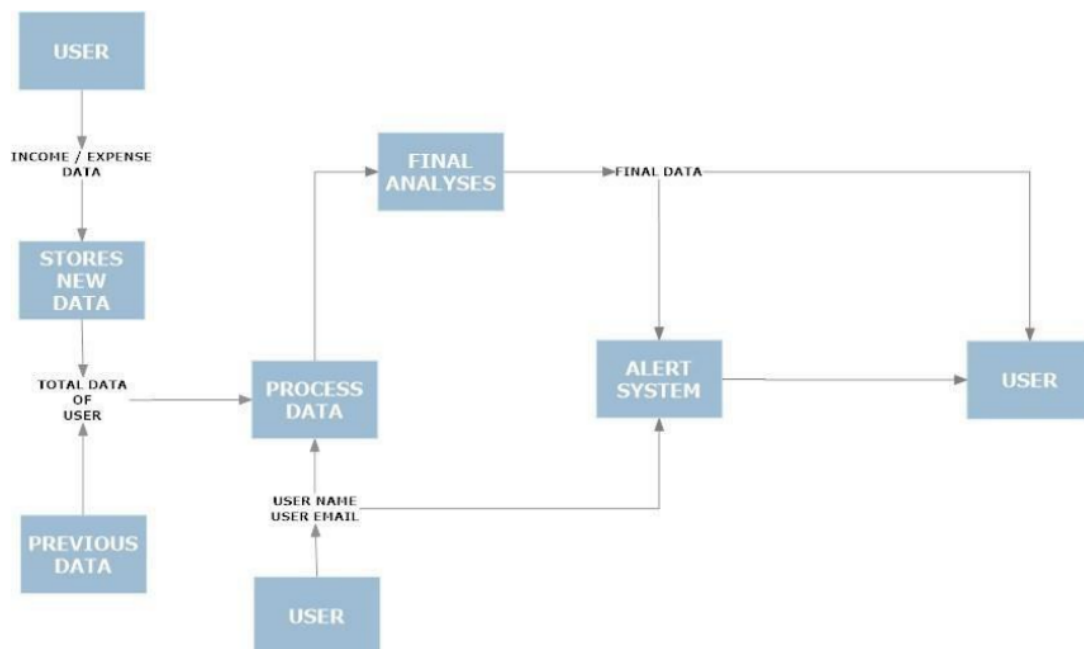 USER
INCOME / EXPENSE
DATA
STORES
NEW
DATA
TOTAL DATA
OF
USER
PREVIOUS
DATA
PROCESS
DATA
USER NAME
USER EMAIL
USER
FINAL
ANALYSES
FINAL DATA
ALERT
SYSTEM
USER